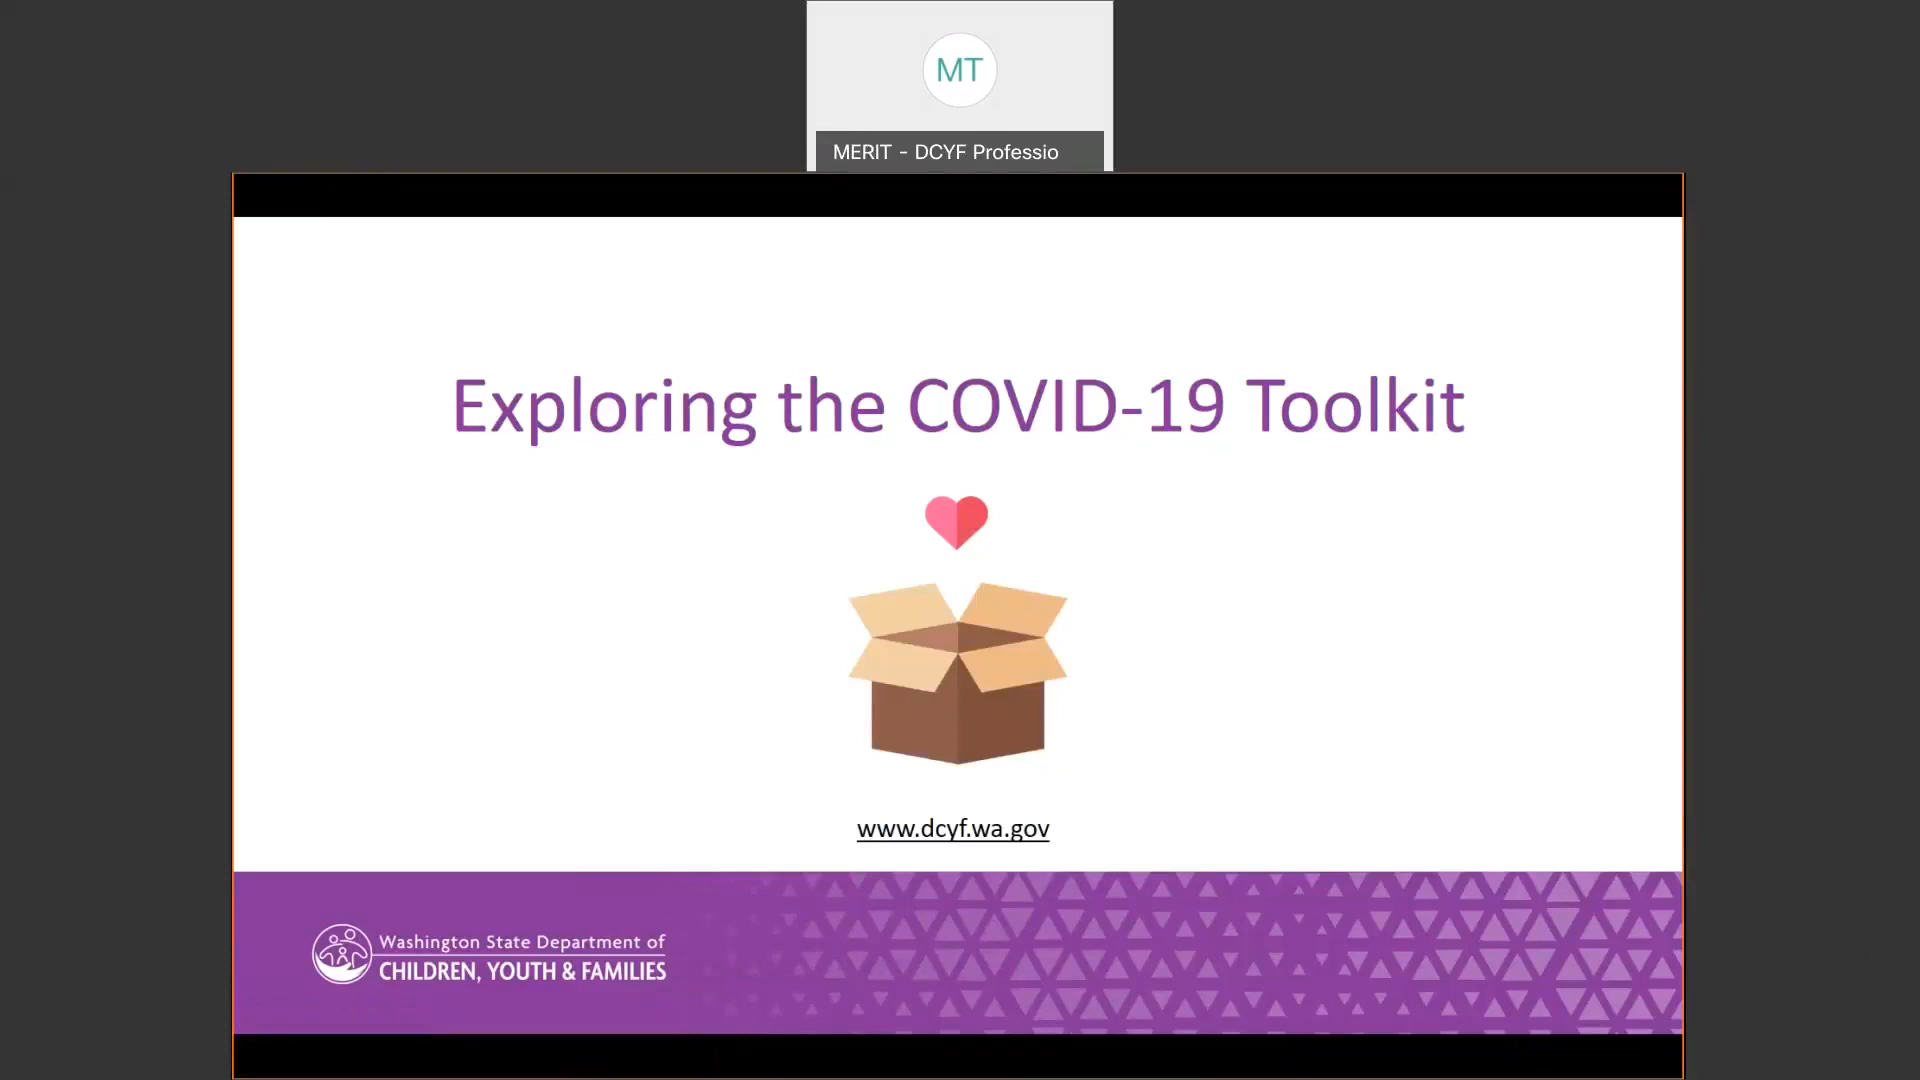 MT
MERIT - DCYF Professio
Exploring the COVID-19 Toolkit
www.dcyf.wa.gov
Washington State Department of
CHILDREN, YOUTH & FAMILIES